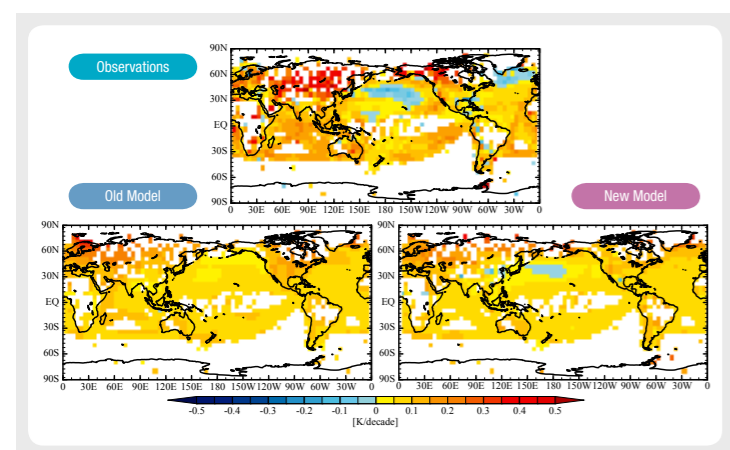 Observations
90N
60N
30N
EQ
30S
60S
90S
0 30E 60E 90E 120E 150E 180 150W 120W 90W 60W 30W 0
Old Model
New Model
90N
60N
30N
EQ
30S
60S
90S
0 30E 60E 90E 120E 150E 180 150W 120W 90W 60W 30W 0
90N
60N
30N
EQ
30S
60S
90S
0 30E 60E 90E 120E 150E 180 150W 120W 90W 60W 30W 0
-0.5 -0.4 -0.3 -0.2 -0.1 0 0.1 0.2 0.3 0.4 0.5
[K/decade]